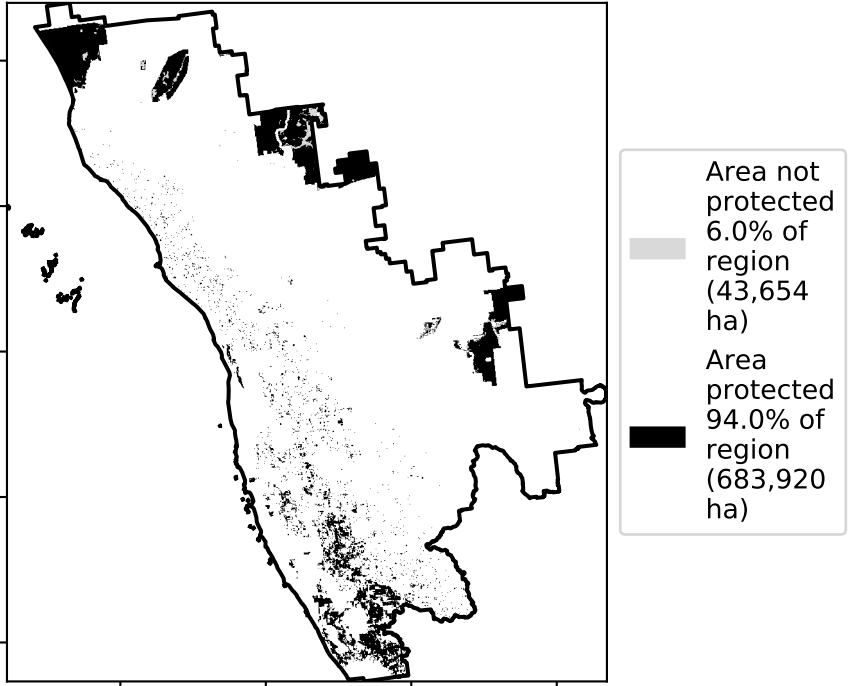 Area not
protected
6.0% of
region
(43,654
ha)
Area
protected
94.0% of
region
(683,920
ha)